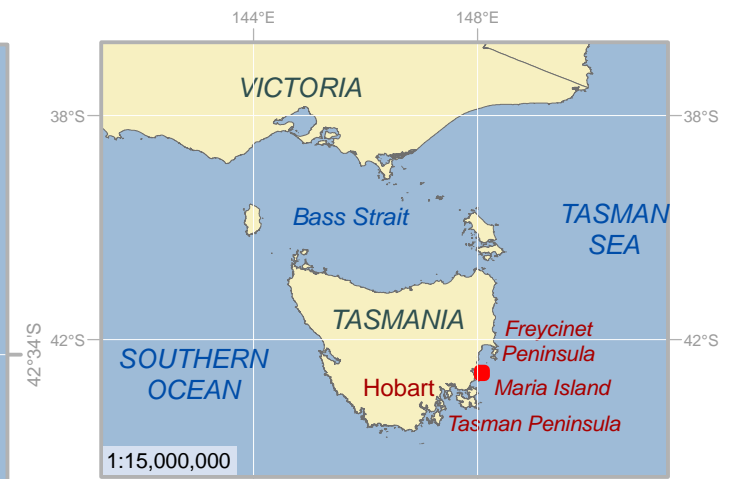 144°E
148°E
VICTORIA
38°S
38°S
Bass Strait
TASMAN
SEA
TASMANIA
Freycinet
Peninsula
42°S
42°S
42°34'S
SOUTHERN
OCEAN
Hobart
Maria Island
Tasman Peninsula
1:15,000,000